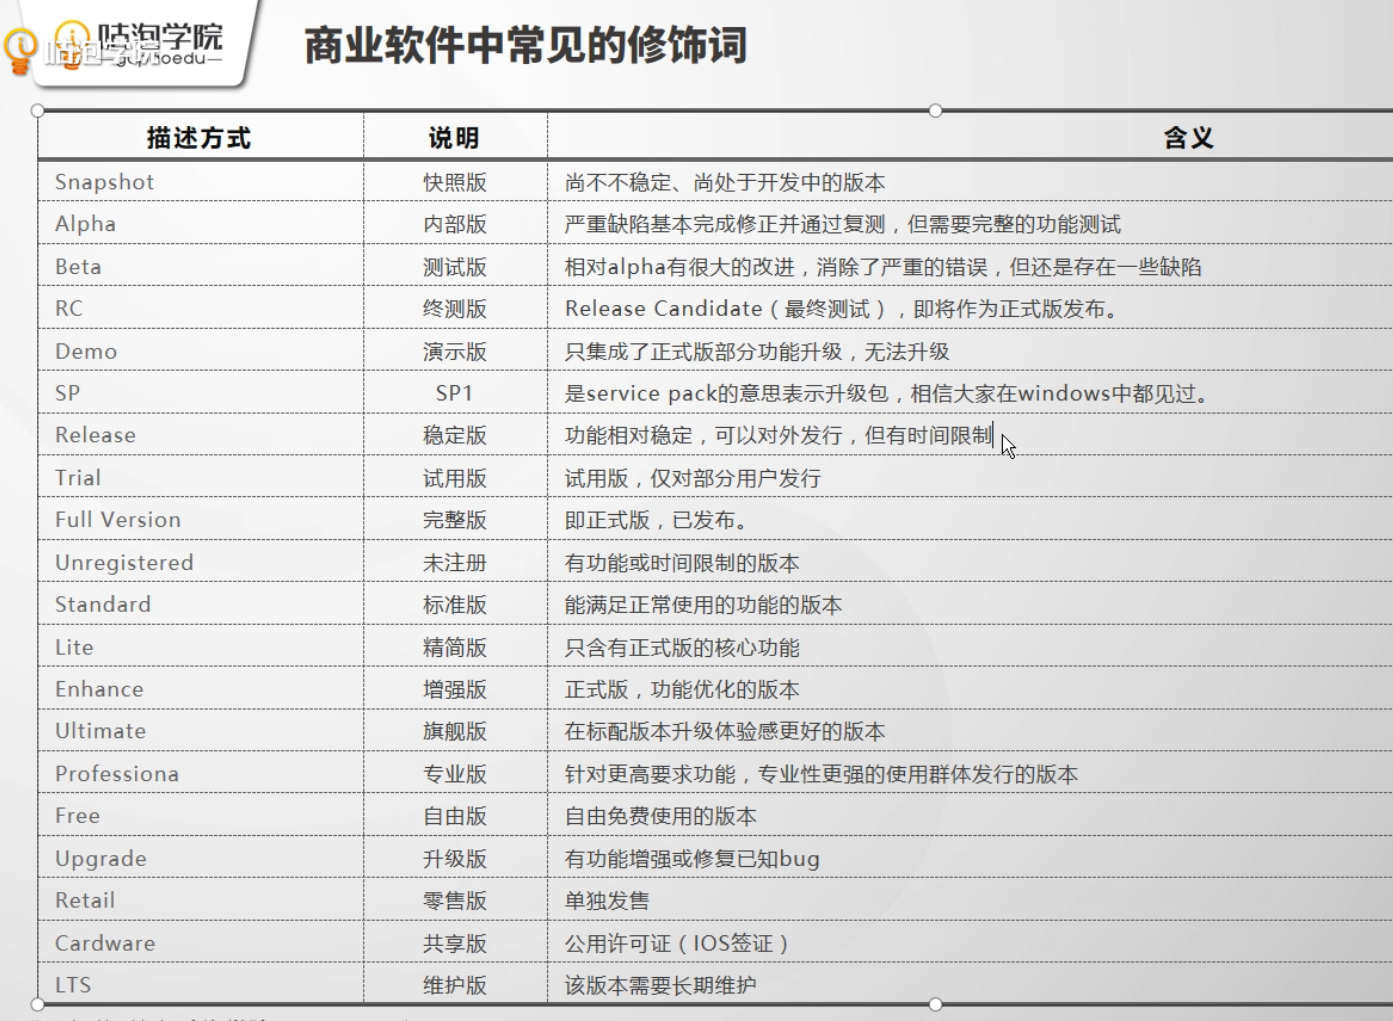 咕泡学院
咕泡学院
gupaoedu
商业软件中常见的修饰词
描述方式 说明 含义
Snapshot 快照版 尚不不稳定、尚处于开发中的版本
Alpha 内部版 严重缺陷基本完成修正并通过复测，但需要完整的功能测试
Beta 测试版 相对alpha有很大的改进，消除了严重的错误，但还是存在一些缺陷
RC 终测版 Release Candidate（最终测试），即将作为正式版发布。
Demo 演示版 只集成了正式版部分功能升级，无法升级
SP SP1 是service pack的意思表示升级包，相信大家在windows中都见过。
Release 稳定版 功能相对稳定，可以对外发行，但有时间限制
Trial 试用版 试用版，仅对部分用户发行
Full Version 完整版 即正式版，已发布。
Unregistered 未注册 有功能或时间限制的版本
Standard 标准版 能满足正常使用的功能的版本
Lite 精简版 只含有正式版的核心功能
Enhance 增强版 正式版，功能优化的版本
Ultimate 旗舰版 在标配版本升级体验感更好的版本
Professiona 专业版 针对更高要求功能，专业性更强的使用群体发行的版本
Free 自由版 自由免费使用的版本
Upgrade 升级版 有功能增强或修复已知bug
Retail 零售版 单独发售
Cardware 共享版 公用许可证（IOS签证）
LTS 维护版 该版本需要长期维护